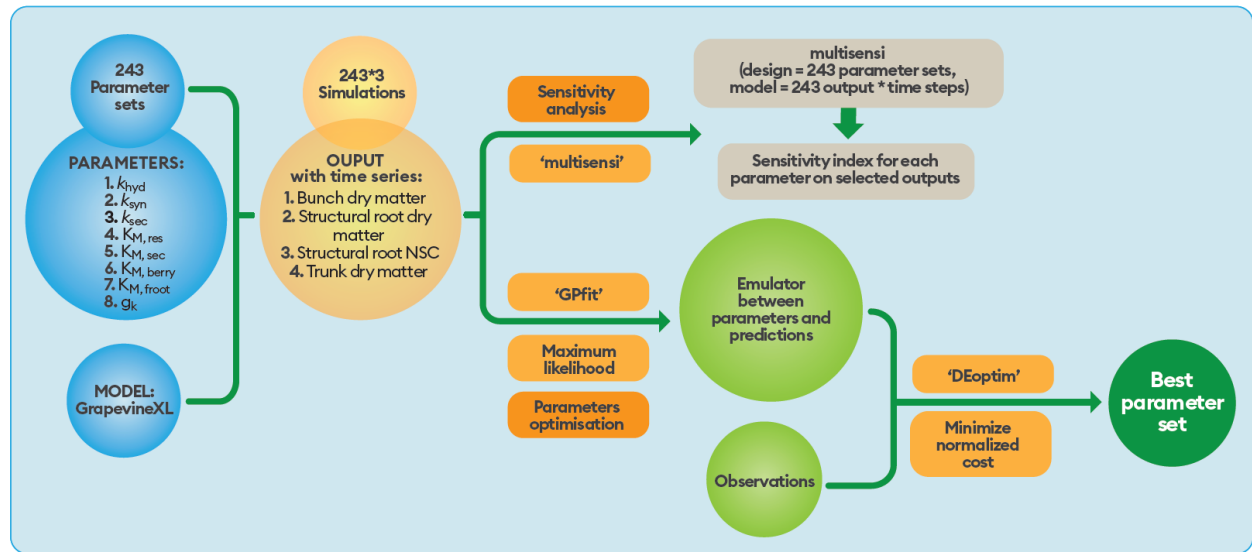 243
Parameter
sets
PARAMETERS:
1. khyd
2. ksyn
3. ksec
4. KM, res
5. KM, sec
6. KM, berry
7. KM, froot
8. gk
MODEL:
GrapevineXL
243*3
Simulations
OUPUT
with time series:
1. Bunch dry matter
2. Structural root dry
matter
3. Structural root NSC
4. Trunk dry matter
Sensitivity
analysis
‘multisensi’
multisensi
(design = 243 parameter sets,
model = 243 output * time steps)
Sensitivity index for each
parameter on selected outputs
‘GPfit’
Maximum
likelihood
Parameters
optimisation
Emulator
between
parameters and
predictions
Observations
‘DEoptim’
Minimize
normalized
cost
Best
parameter
set